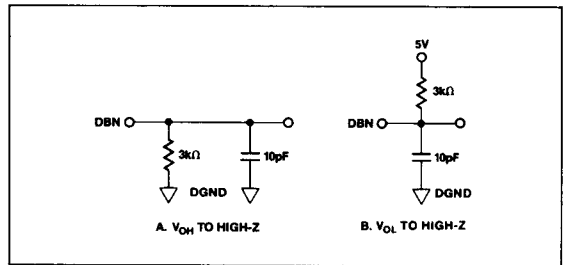 DBN
3kΩ
10pF
DGND
A. VOH TO HIGH-Z
5V
3kΩ
DBN
10pF
DGND
B. VOL TO HIGH-Z